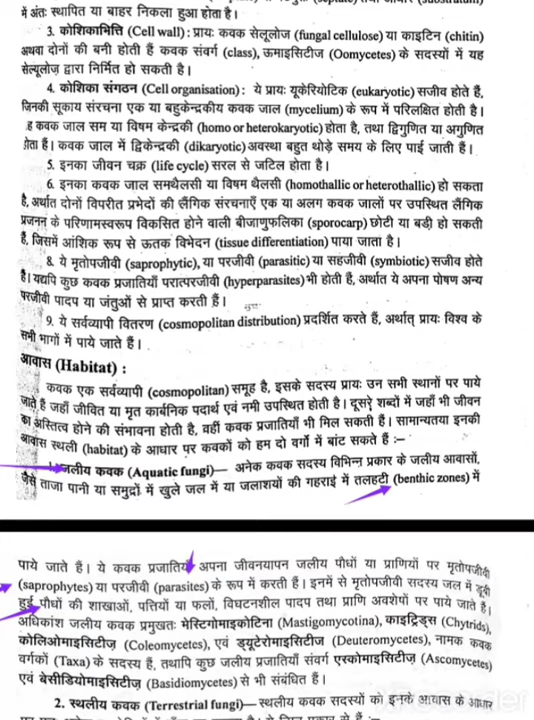 में अंतः स्थापित या बाहर निकला हुआ होता है।
3. कोशिकाभित्ति (Cell wall) : प्रायः कवक सेलूलोज़ (fungal cellulose) या काइटिन (chitin)
अथवा दोनों की बनी होती हैं कवक संवर्ग (class), ऊमाइसिटीज (Oomycetes) के सदस्यों में यह
सेल्यूलोज़ द्वारा निर्मित हो सकती है।
4. कोशिका संगठन (Cell organisation) : ये प्रायः यूकेरियोटिक (eukaryotic) सजीव होते हैं,
जिनकी सूकाय संरचना एक या बहुकेन्द्रकीय कवक जाल (mycelium) के रूप में परिलक्षित होती है।
ह कवक जाल सम या विषम केन्द्रकी (homo or heterokaryotic) होता है, तथा द्विगुणित या अगुणित
होता हैं। कवक जाल में द्विकेन्द्रकी (dikaryotic) अवस्था बहुत थोड़े समय के लिए पाई जाती हैं।
5. इनका जीवन चक्र (life cycle) सरल से जटिल होता है।
6. इनका कवक जाल समथैलसी या विषम थैलसी (homothallic or heterothallic) हो सकता
है, अर्थात दोनों विपरीत प्रभेदों की लैंगिक संरचनाएँ एक या अलग कवक जालों पर उपस्थित लैंगिक
प्रजनन के परिणामस्वरूप विकसित होने वाली बीजाणुफलिका (sporocarp) छोटी या बडी़ हो सकती
है, जिसमें आंशिक रूप से ऊतक विभेदन (tissue differentiation) पाया जाता है।
8. ये मृतोपजीवी (saprophytic), या परजीवी (parasitic) या सहजीवी (symbiotic) सजीव होते
है। यद्यपि कुछ कवक प्रजातियाँ परात्परजीवी (hyperparasites) भी होती हैं, अर्थात ये अपना पोषण अन्य
परजीवी पादप या जंतुओं से प्राप्त करती हैं।
9. ये सर्वव्यापी वितरण (cosmopolitan distribution) प्रदर्शित करते हैं, अर्थात् प्रायः विश्व के
सभी भागों में पाये जाते हैं।
आवास (Habitat) :
कवक एक सर्वव्यापी (cosmopolitan) समूह है, इसके सदस्य प्रायः उन सभी स्थानों पर पाये
जाते हैं जहाँ जीवित या मृत कार्बनिक पदार्थ एवं नमी उपस्थित होती है। दूसरे शब्दों में जहाँ भी जीवन
का अस्तित्व होने की संभावना होती है, वहीं कवक प्रजातियाँ भी मिल सकती हैं। सामान्यतया इनकी
आवास स्थली (habitat) के आधार पर कवकों को हम दो वर्गो में बांट सकते हैं :–
जलीय कवक (Aquatic fungi)— अनेक कवक सदस्य विभिन्न प्रकार के जलीय आवासों,
जैसे ताजा पानी या समुद्रों में खुले जल में या जलाशयों की गहराई में तलहटी (benthic zones) में
पाये जाते हैं। ये कवक प्रजातियाँ अपना जीवनयापन जलीय पौधों या प्राणियों पर मृतोपजीवी
(saprophytes) या परजीवी (parasites) के रूप में करती हैं। इनमें से मृतोपजीवी सदस्य जल में डूबी
हुई पौधों की शाखाओं, पत्तियों या फलों, विघटनशील पादप तथा प्राणि अवशेषों पर पाये जाते हैं।
अधिकांश जलीय कवक प्रमुखतः मेस्टिगोमाइकोटिना (Mastigomycotina), काइट्रिड्स (Chytrids),
कोलिओमाइसिटीज़ (Coleomycetes), एवं ड्यूटेरोमाइसिटीज़ (Deuteromycetes), नामक कवक
वर्गकों (Taxa) के सदस्य हैं, तथापि कुछ जलीय प्रजातियाँ संवर्ग एस्कोमाइसिटीज़ (Ascomycetes)
एवं बेसीडियोमाइसिटीज़ (Basidiomycetes) से भी संबंधित हैं।
2. स्थलीय कवक (Terrestrial fungi)— स्थलीय कवक सदस्यों को इनके आवास के आधार